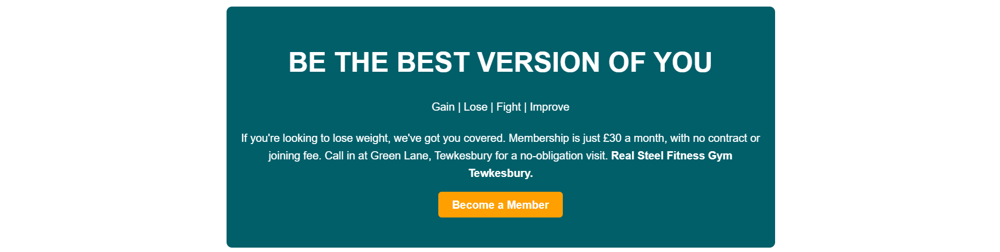 BE THE BEST VERSION OF YOU
Gain | Lose | Fight | Improve
If you're looking to lose weight, we've got you covered. Membership is just £30 a month, with no contract or
joining fee. Call in at Green Lane, Tewkesbury for a no-obligation visit. Real Steel Fitness Gym
Tewkesbury.
Become a Member